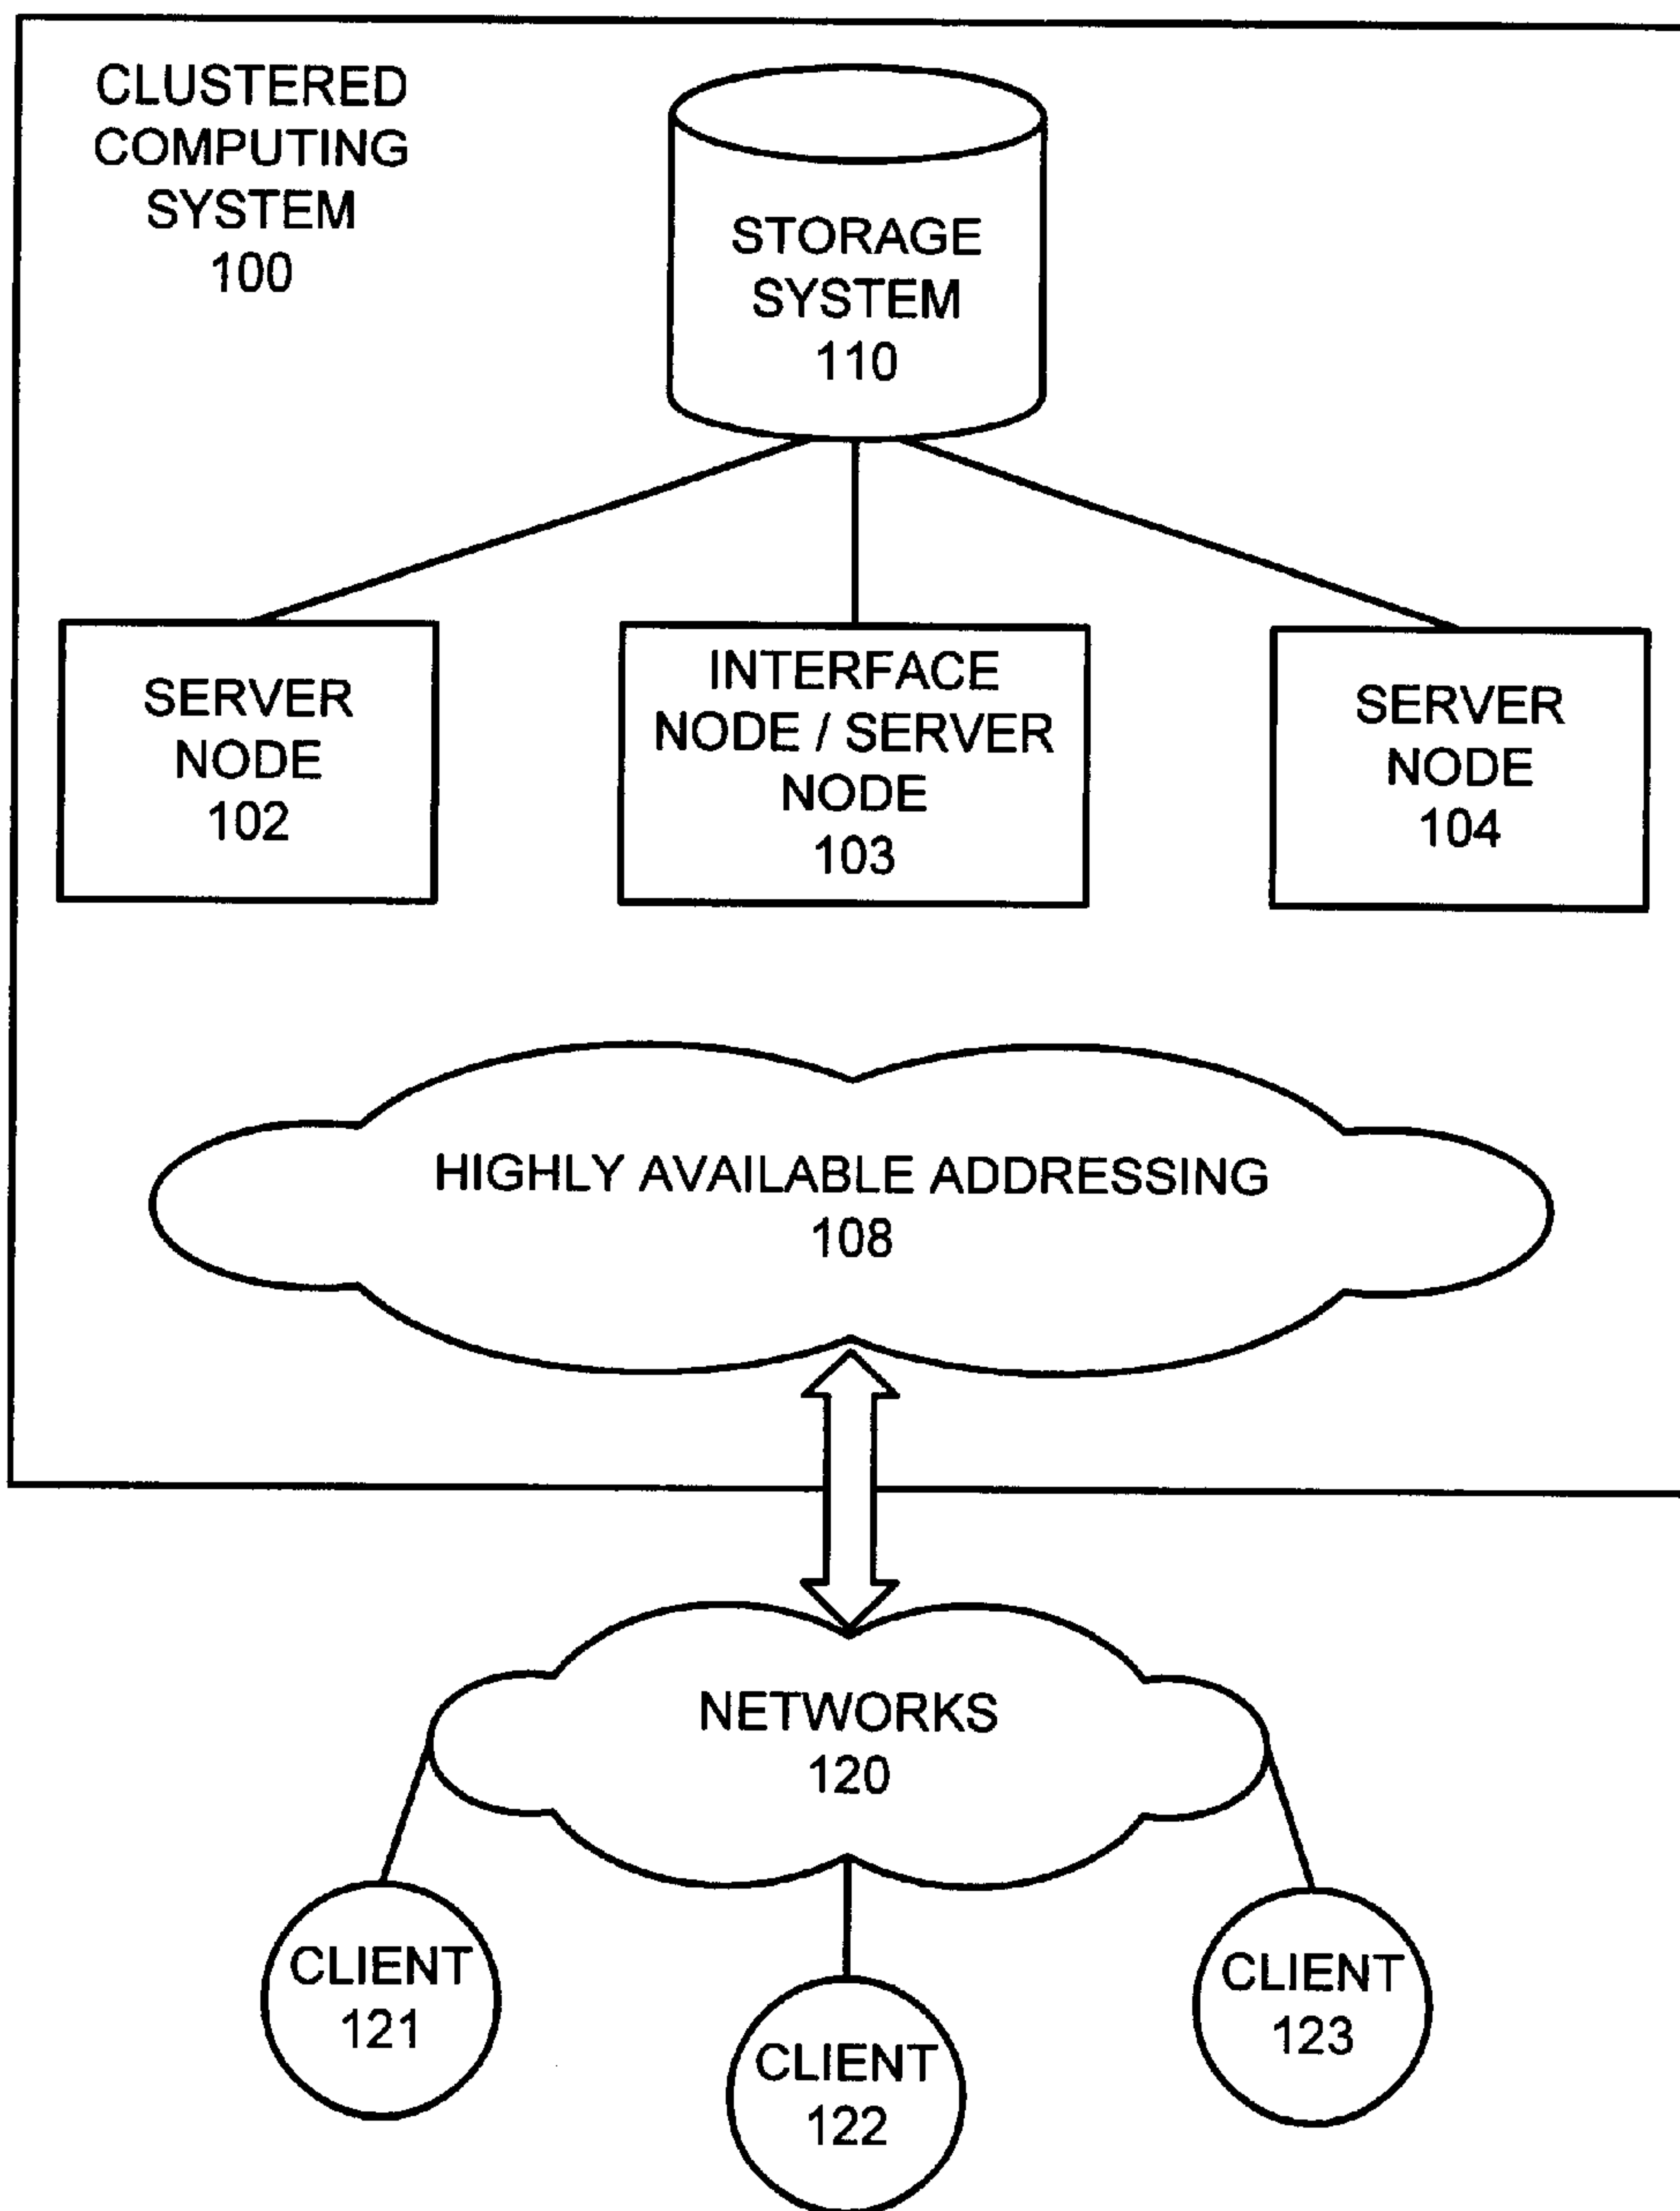 CLUSTERED
COMPUTING
SYSTEM
100
STORAGE
SYSTEM
110
SERVER
NODE
102
INTERFACE
NODE / SERVER
NODE
103
SERVER
NODE
104
HIGHLY AVAILABLE ADDRESSING
108
NETWORKS
120
CLIENT
121
CLIENT
122
CLIENT
123